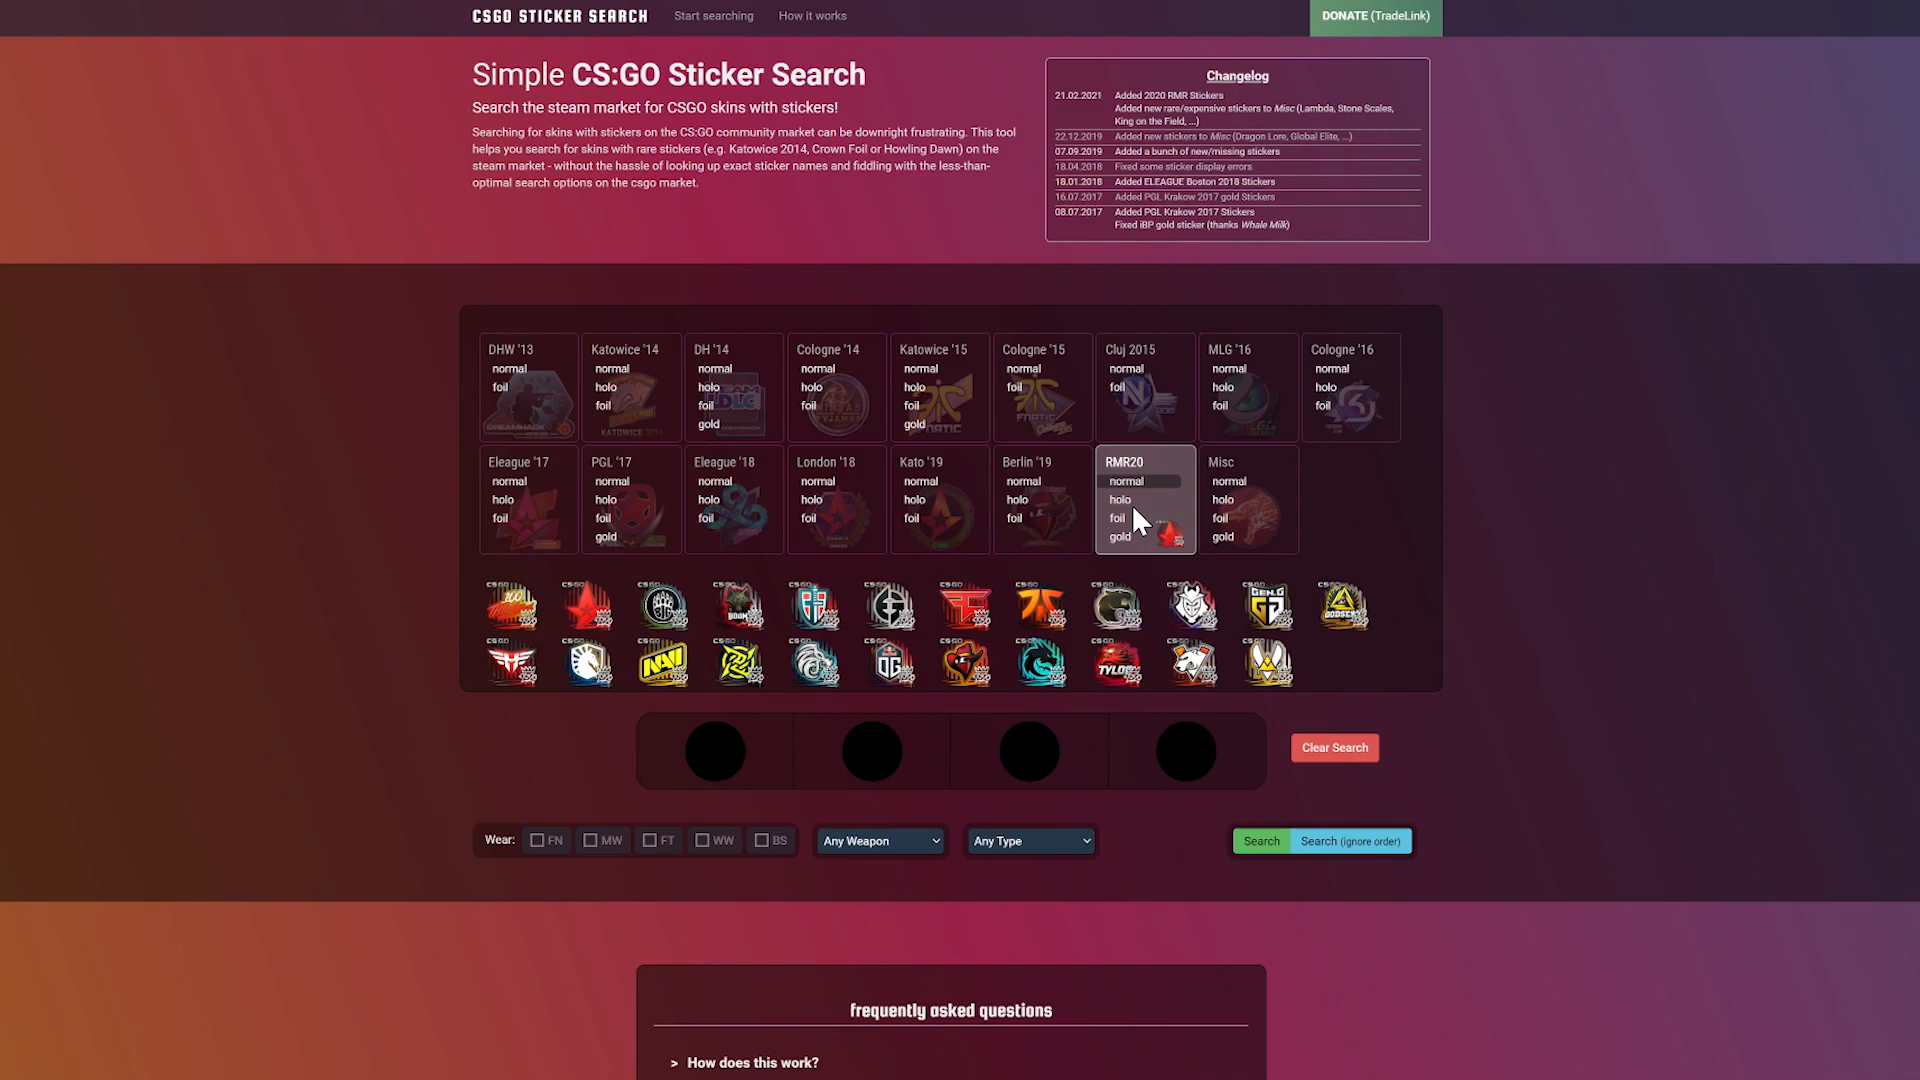 CSGO STICKER SEARCH
Start searching
How it works
DONATE (TradeLink)
Simple CS:GO Sticker Search
Search the steam market for CSGO skins with stickers!
Searching for skins with stickers on the CS:GO community market can be downright frustrating. This tool
helps you search for skins with rare stickers (e.g. Katowice 2014, Crown Foil or Howling Dawn) on the
steam market - without the hassle of looking up exact sticker names and fiddling with the less-than-
optimal search options on the csgo market.
Changelog
21.02.2021 Added 2020 RMR Stickers
Added new rare/expensive stickers to Misc (Lambda, Stone Scales,
King on the Field, ...)
22.12.2019 Added new stickers to Misc (Dragon Lore, Global Elite, ...)
07.09.2019 Added a bunch of new/missing stickers
18.04.2018 Fixed some sticker display errors
18.01.2018 Added ELEAGUE Boston 2018 Stickers
16.07.2017 Added PGL Krakow 2017 gold Stickers
08.07.2017 Added PGL Krakow 2017 Stickers
Fixed iBP gold sticker (thanks Whale Milk)
DHW '13
normal
foil
Katowice '14
normal
holo
foil
DH '14
normal
holo
foil
gold
Cologne '14
normal
holo
foil
Katowice '15
normal
holo
foil
gold
Cologne '15
normal
foil
Cluj 2015
normal
foil
MLG '16
normal
holo
foil
Cologne '16
normal
holo
foil
Eleague '17
normal
holo
foil
PGL '17
normal
holo
foil
gold
Eleague '18
normal
holo
foil
London '18
normal
holo
foil
Kato '19
normal
holo
foil
Berlin '19
normal
holo
foil
RMR20
normal
holo
foil
gold
Misc
normal
holo
foil
gold
Clear Search
Wear: FN MW FT WW BS
Any Weapon
Any Type
Search
Search (ignore order)
frequently asked questions
> How does this work?